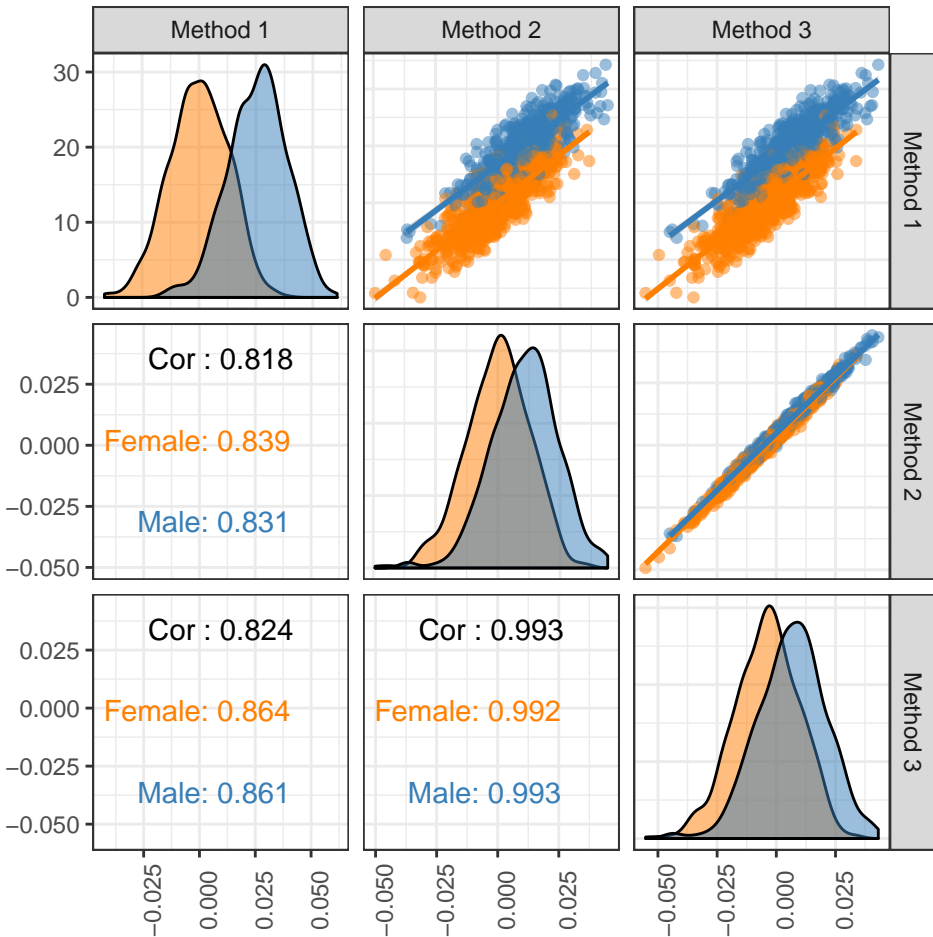 Method 1 Method 2 Method 3
30
20
10
0
Method 1
Cor : 0.818
Female: 0.839
Male: 0.831
0.025
0.000
−0.025
−0.050
Method 2
Cor : 0.824
Female: 0.864
Male: 0.861
Cor : 0.993
Female: 0.992
Male: 0.993
0.025
0.000
−0.025
−0.050
Method 3
−0.025 0.000 0.025 0.050
−0.050 −0.025 0.000 0.025
−0.050 −0.025 0.000 0.025